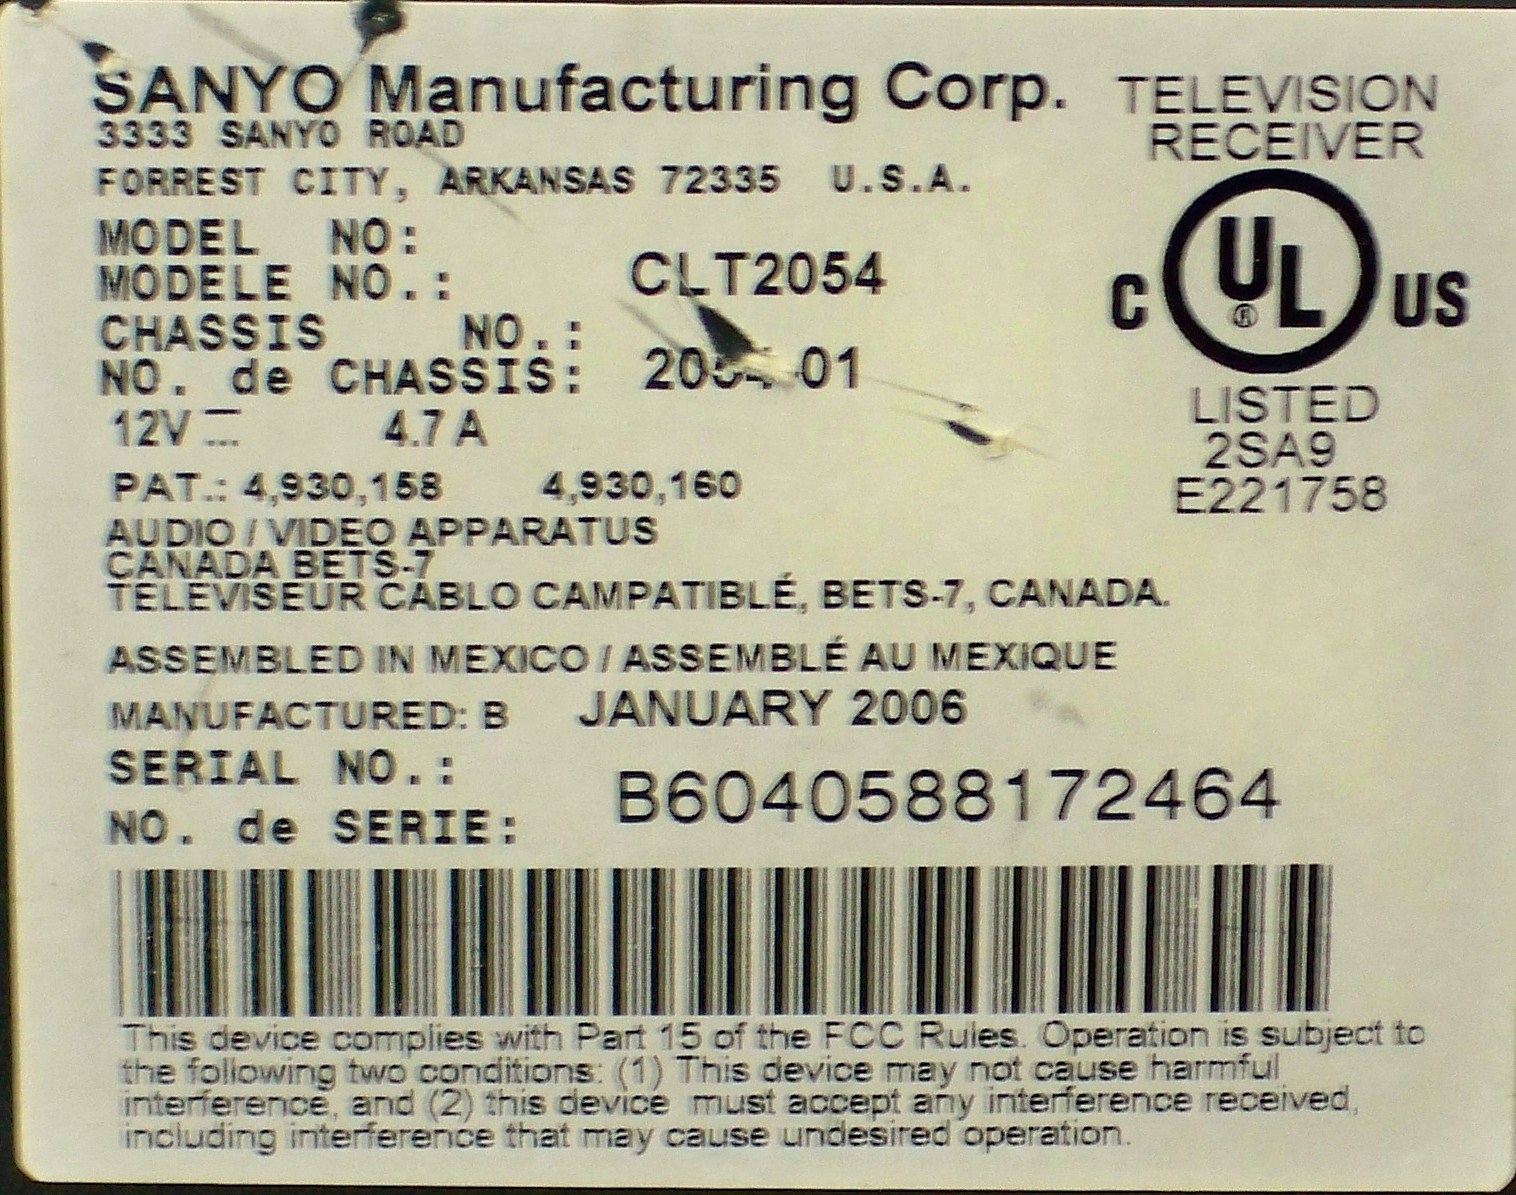 SANYO Manufacturing Corp.
3333 SANYO ROAD
FORREST CITY, ARKANSAS 72335 U.S.A.
TELEVISION
RECEIVER
MODEL NO:
MODELE NO.:
CLT2054
CHASSIS NO.:
NO. de CHASSIS:
2054-01
12V 4.7 A
C UL US
®
LISTED
2SA9
E221758
PAT.: 4,930,158 4,930,160
AUDIO / VIDEO APPARATUS
CANADA BETS-7
TÉLÉVISEUR CABLO CAMPATIBLÉ, BETS-7, CANADA.
ASSEMBLED IN MEXICO / ASSEMBLÉ AU MEXIQUE
MANUFACTURED: B JANUARY 2006
SERIAL NO.:
NO. de SERIE:
B6040588172464
This device complies with Part 15 of the FCC Rules. Operation is subject to
the following two conditions: (1) This device may not cause harmful
interference, and (2) this device must accept any interference received,
including interference that may cause undesired operation.